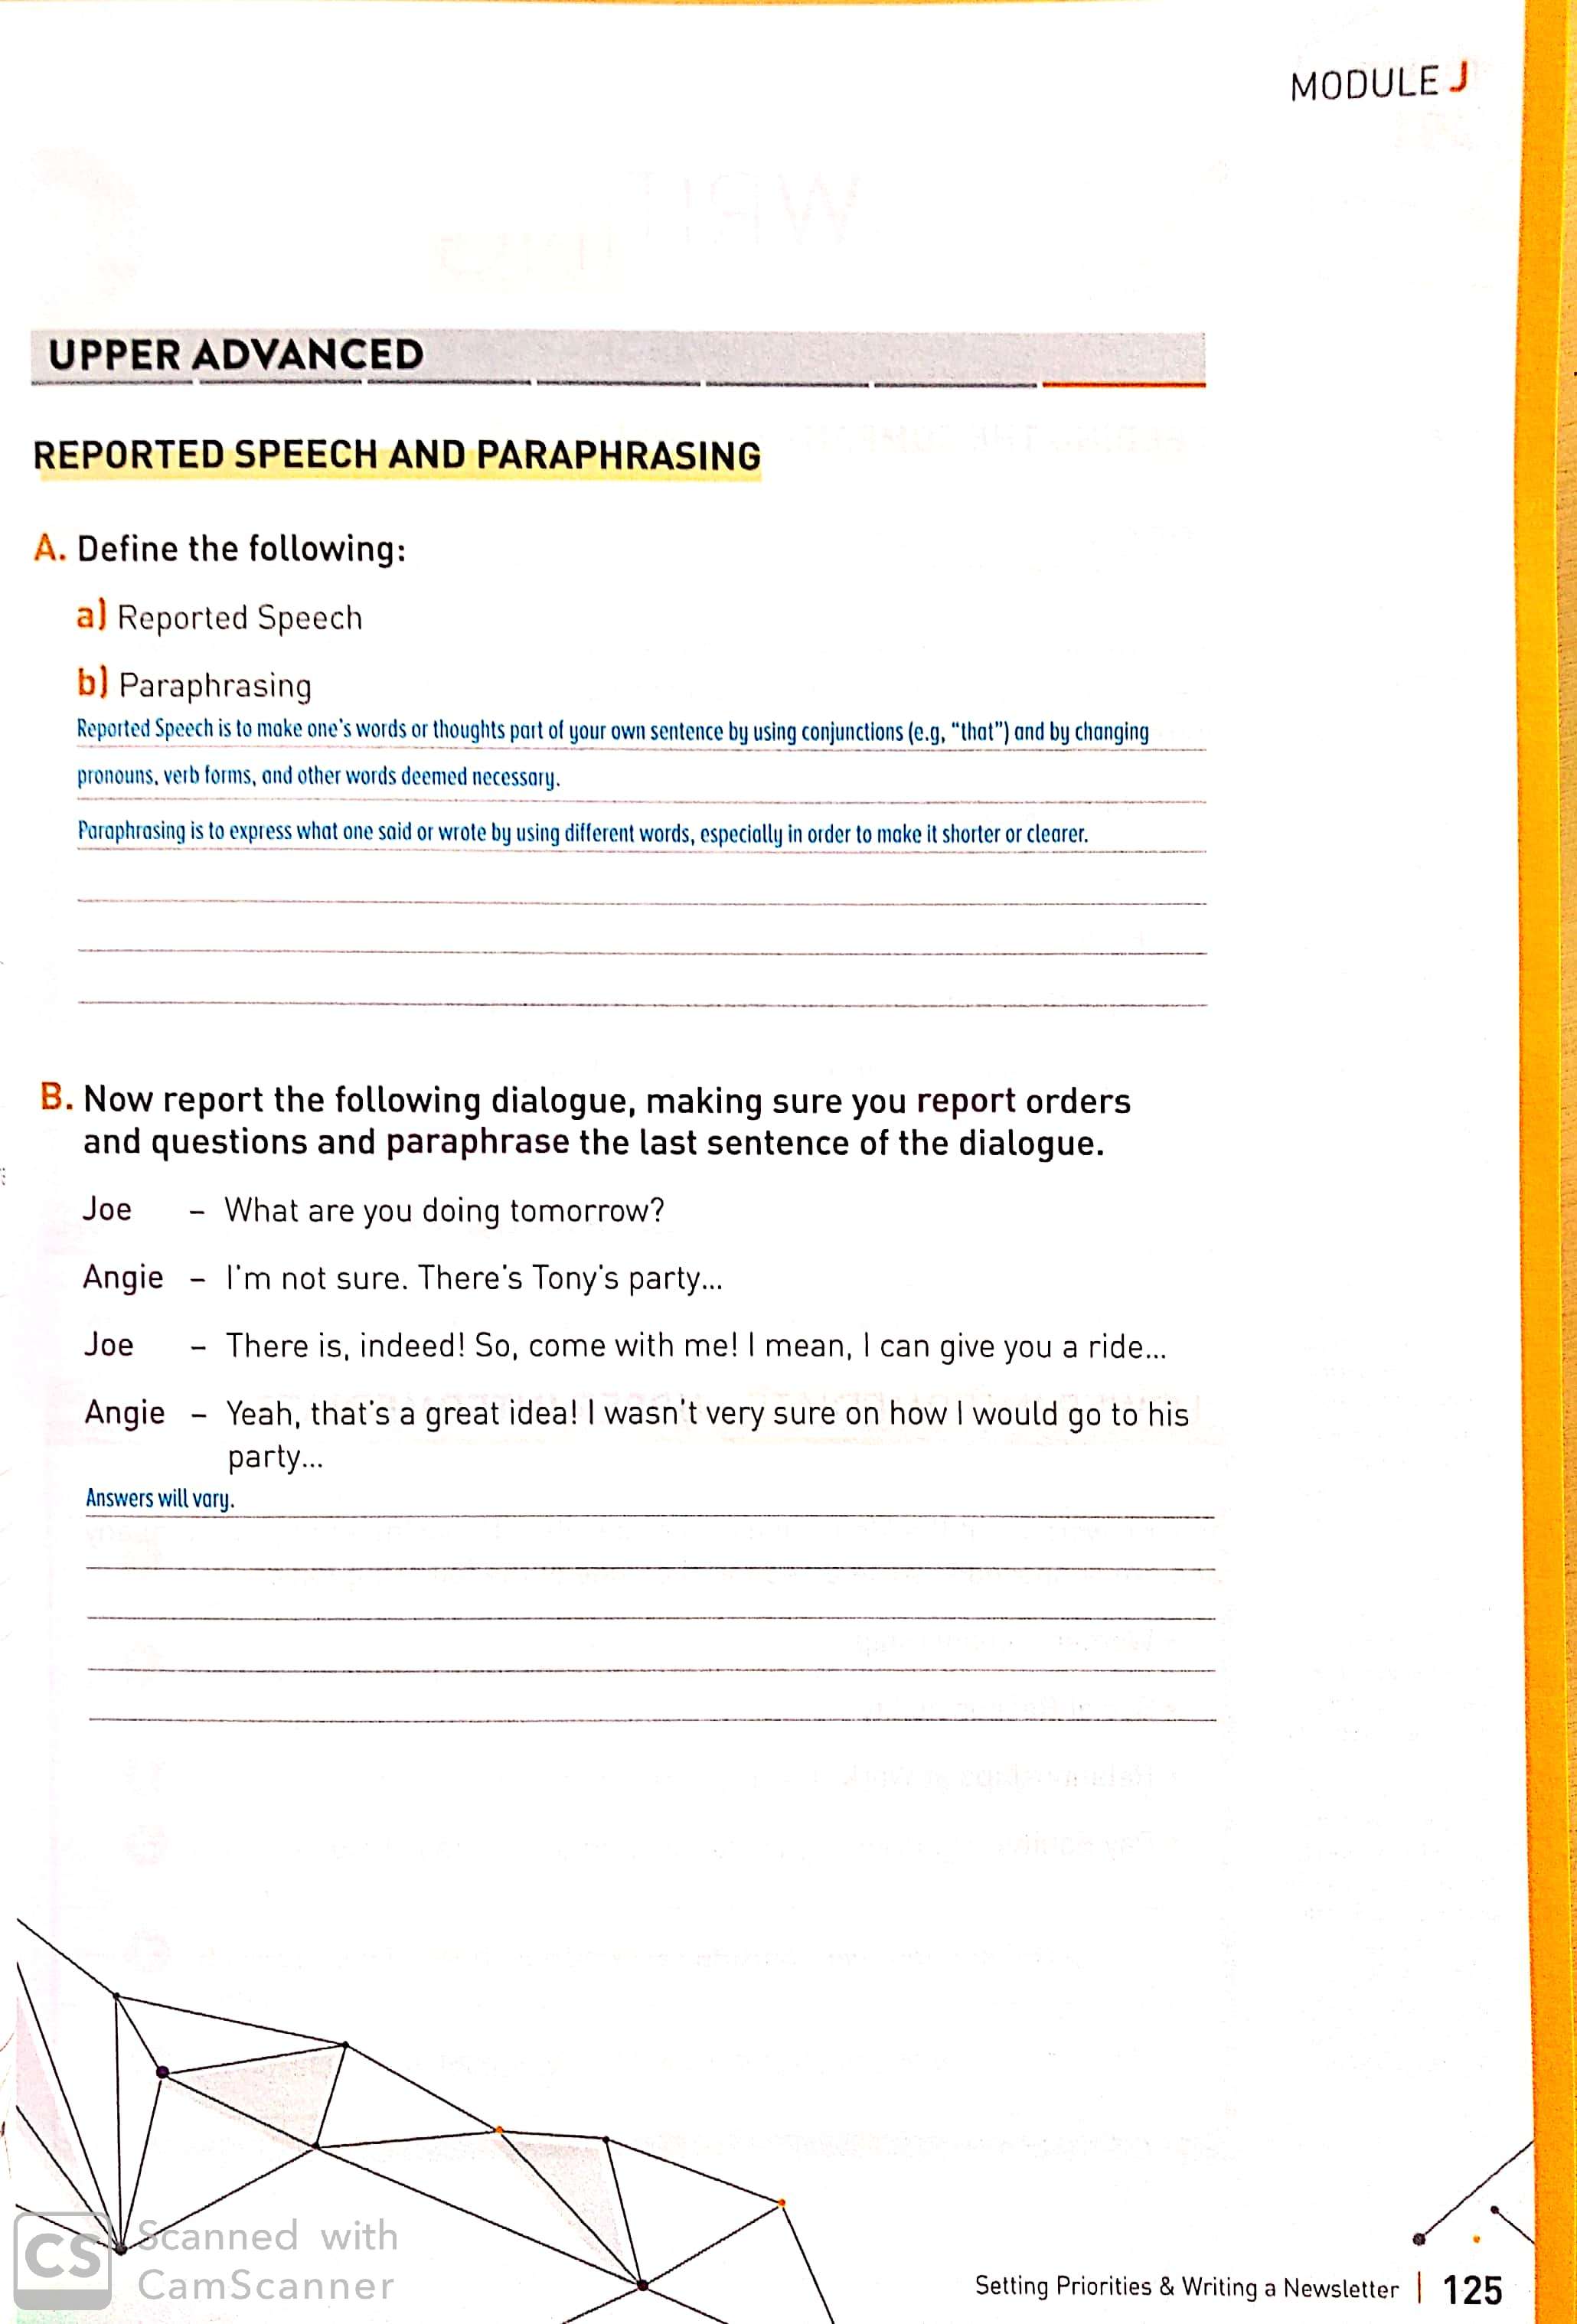 MODULE J
UPPER ADVANCED
REPORTED SPEECH AND PARAPHRASING
A. Define the following:
a) Reported Speech
b) Paraphrasing
Reported Speech is to make one's words or thoughts part of your own sentence by using conjunctions (e.g, "that") and by changing
pronouns, verb forms, and other words deemed necessary.
Paraphrasing is to express what one said or wrote by using different words, especially in order to make it shorter or clearer.
B. Now report the following dialogue, making sure you report orders
and questions and paraphrase the last sentence of the dialogue.
Joe – What are you doing tomorrow?
Angie – I'm not sure. There's Tony's party...
Joe – There is, indeed! So, come with me! I mean, I can give you a ride...
Angie – Yeah, that's a great idea! I wasn't very sure on how I would go to his
party...
Answers will vary.
CS Scanned with
CamScanner
Setting Priorities & Writing a Newsletter | 125